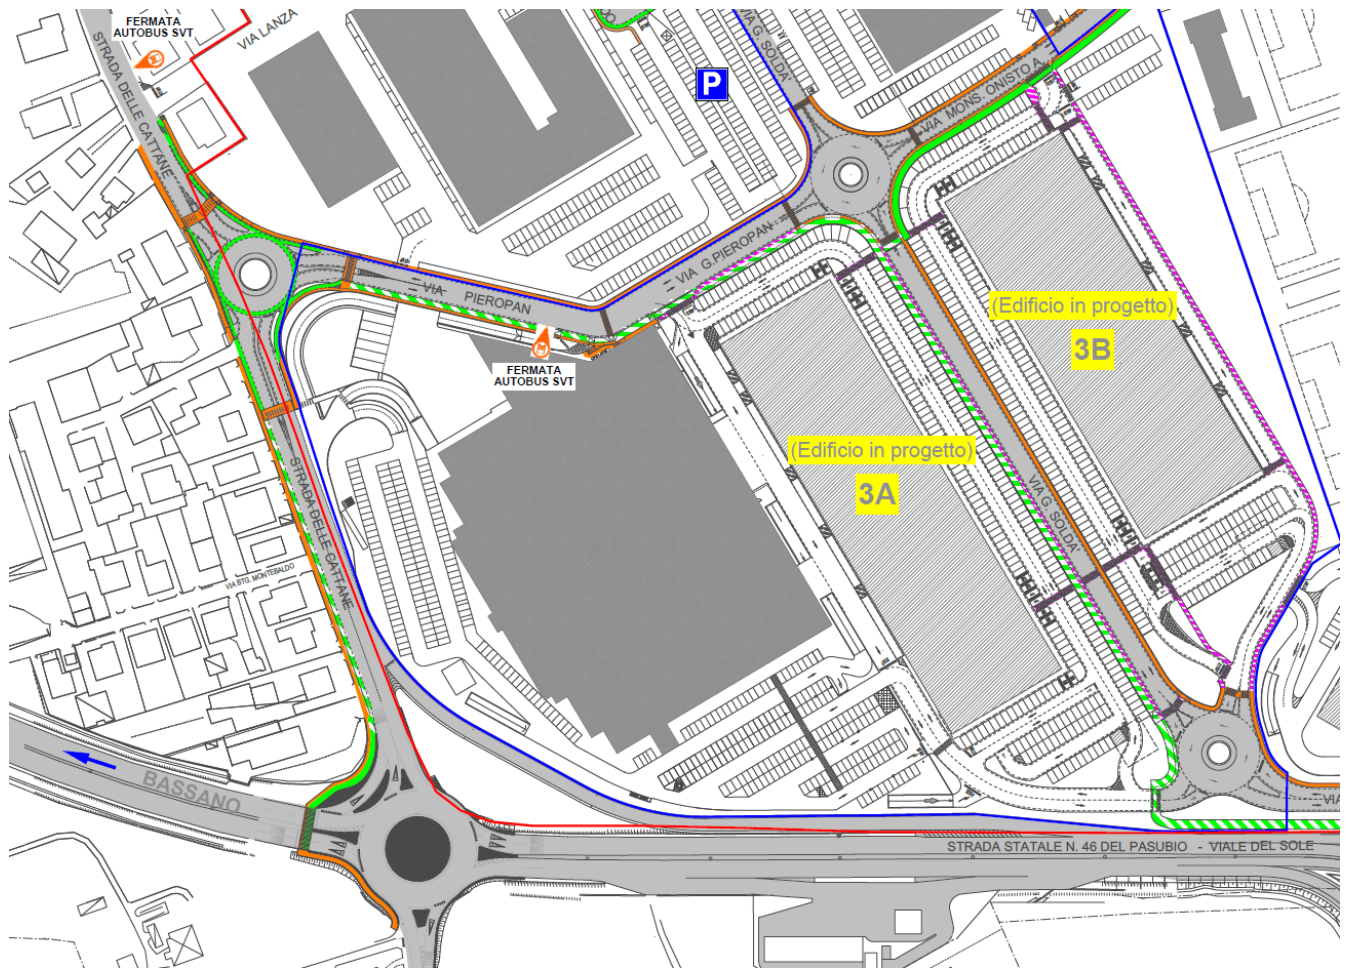 FERMATA
AUTOBUS SVT
STRADA DELLE CATTANE
VIA LANZA
DO
VIA G. SOLDA'
P
VIA MONS. ONISTO A.
VIA G.PIEROPAN
VIA PIEROPAN
FERMATA
AUTOBUS SVT
(Edificio in progetto)
3B
(Edificio in progetto)
3A
VIA G. SOLDA'
STRADA DELLE CATTANE
VIA BTG. MONTEBALDO
BASSANO
VIA
STRADA STATALE N. 46 DEL PASUBIO - VIALE DEL SOLE